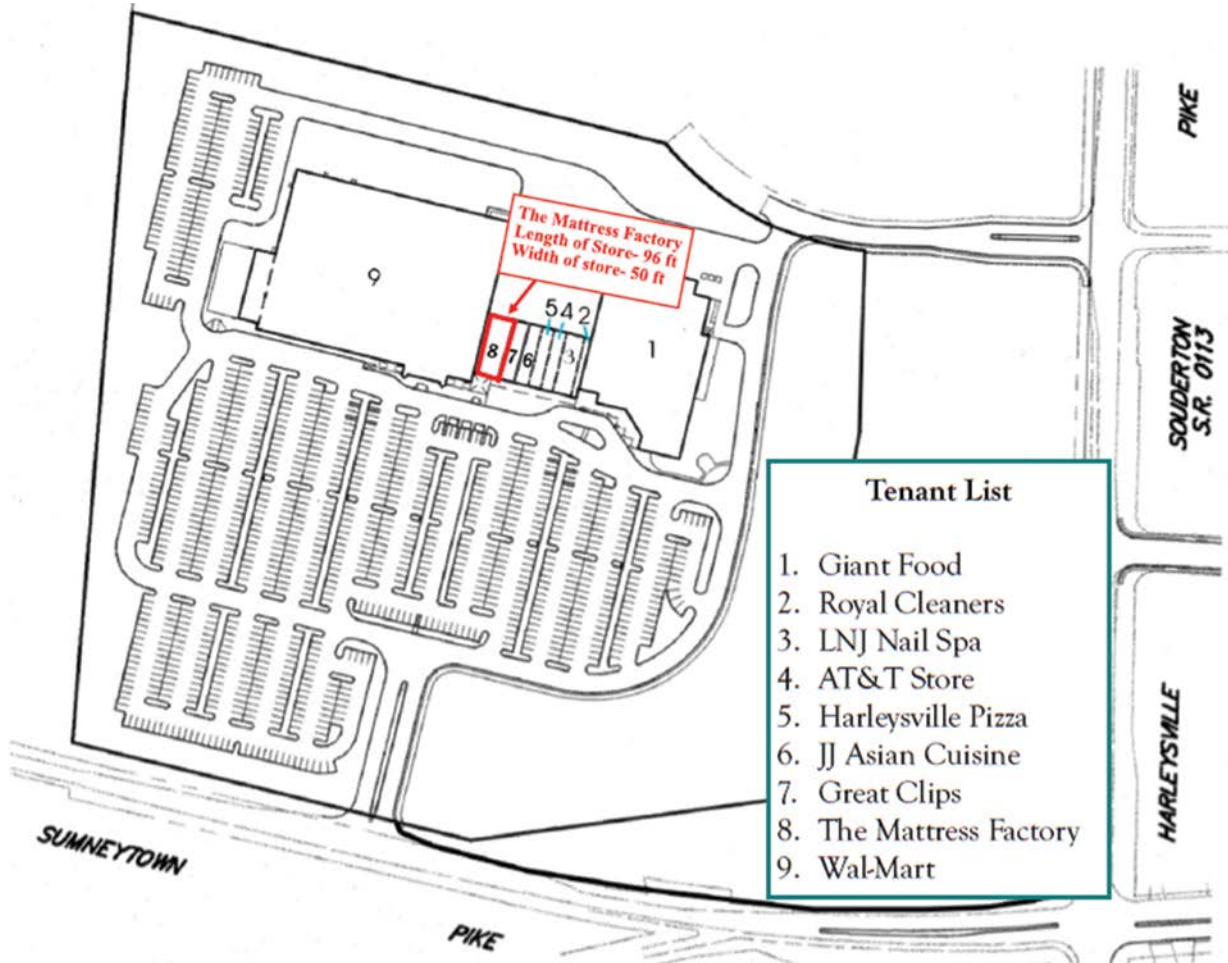 PIKE
The Mattress Factory
Length of Store- 96 ft
Width of store- 50 ft
9
5 4 2
8 7 6 3
1
SOUDERTON
S.R. 0113
Tenant List
1. Giant Food
2. Royal Cleaners
3. LNJ Nail Spa
4. AT&T Store
5. Harleysville Pizza
6. JJ Asian Cuisine
7. Great Clips
8. The Mattress Factory
9. Wal-Mart
HARLEYSVILLE
SUMNEYTOWN
PIKE